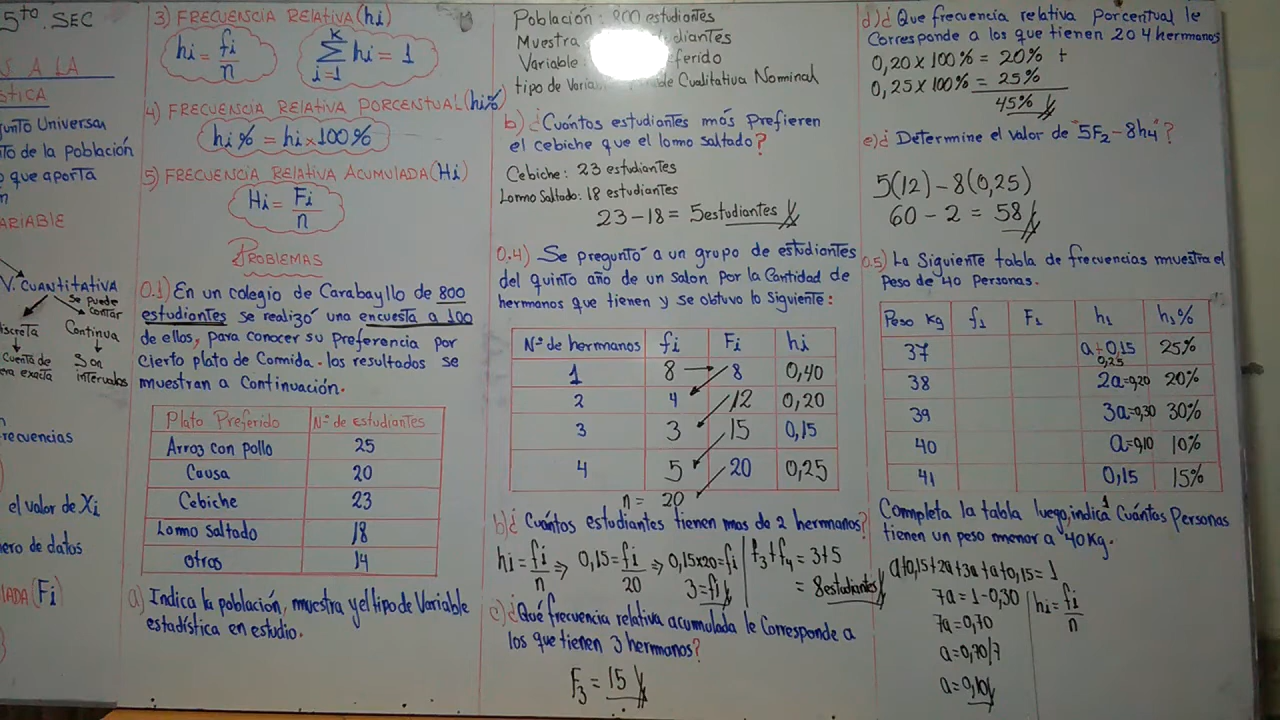 5to. SEC
S A LA
STICA
JUNTO Universal
TO de la población
o que aporta
ARIABLE
V. CUANTITATIVA
Se puede
contar
iscreta
Continua
Cuenta de
era exacta
Son
intervalos
recuencias
el valor de Xi
ero de datos
LADA (Fi)
3) FRECUENCIA RELATIVA (hi)
hi = fi/n
K
∑ hi = 1
i=1
4) FRECUENCIA RELATIVA PORCENTUAL (hi%)
hi% = hi x 100%
5) FRECUENCIA RELATIVA ACUMULADA (Hi)
Hi = Fi/n
PROBLEMAS
0.1) En un colegio de Carabayllo de 800
estudiantes se realizó una encuesta a 100
de ellos, para conocer su preferencia por
cierto plato de Comida. los resultados se
muestran a Continuación.
Plato Preferido N° de estudiantes
Arroz con pollo 25
Causa 20
Cebiche 23
Lomo saltado 18
otros 14
a) Indica la población, muestra y el tipo de Variable
estadística en estudio.
Población: 800 estudiantes
Muestra
Variable:
tipo de Cualitativa Nominal
b) ¿Cuántos estudiantes más Prefieren
el cebiche que el lomo saltado?
Cebiche: 23 estudiantes
Lomo Saltado: 18 estudiantes
23 - 18 = 5 estudiantes
0.4) Se preguntó a un grupo de estudiantes
del quinto año de un salon por la Cantidad de
hermanos que tienen y se obtuvo lo Siguiente:
N° de hermanos fi Fi hi
1 8 8 0,40
2 4 12 0,20
3 3 15 0,15
4 5 20 0,25
n = 20
b) ¿Cuántos estudiantes tienen mas de 2 hermanos?
hi = fi/n ⇒ 0,15 = fi/20 ⇒ 0,15x20 = fi
3 = fi
f3 + f4 = 3+5
= 8 estudiantes
c) ¿Qué frecuencia relativa acumulada le Corresponde a
los que tienen 3 hermanos?
F3 = 15
d) ¿Que frecuencia relativa porcentual le
Corresponde a los que tienen 2 o 4 hermanos
0,20 x 100% = 20% +
0,25 x 100% = 25%
45%
e) ¿ Determine el valor de "5F2 - 8h4"?
5(12) - 8(0,25)
60 - 2 = 58
0.5) La Siguiente tabla de frecuencias muestra el
Peso de 40 Personas.
Peso Kg f1 F1 h1 h1%
37 a+0,15 25%
0,25
38 2a=0,20 20%
39 3a=0,30 30%
40 a=0,10 10%
41 0,15 15%
Completa la tabla luego, indica Cuántas Personas
tienen un peso menor a 40Kg.
a+0,15+2a+3a+a+0,15 = 1
7a = 1-0,30
7a = 0,70
a = 0,70/7
a = 0,10
hi = fi/n